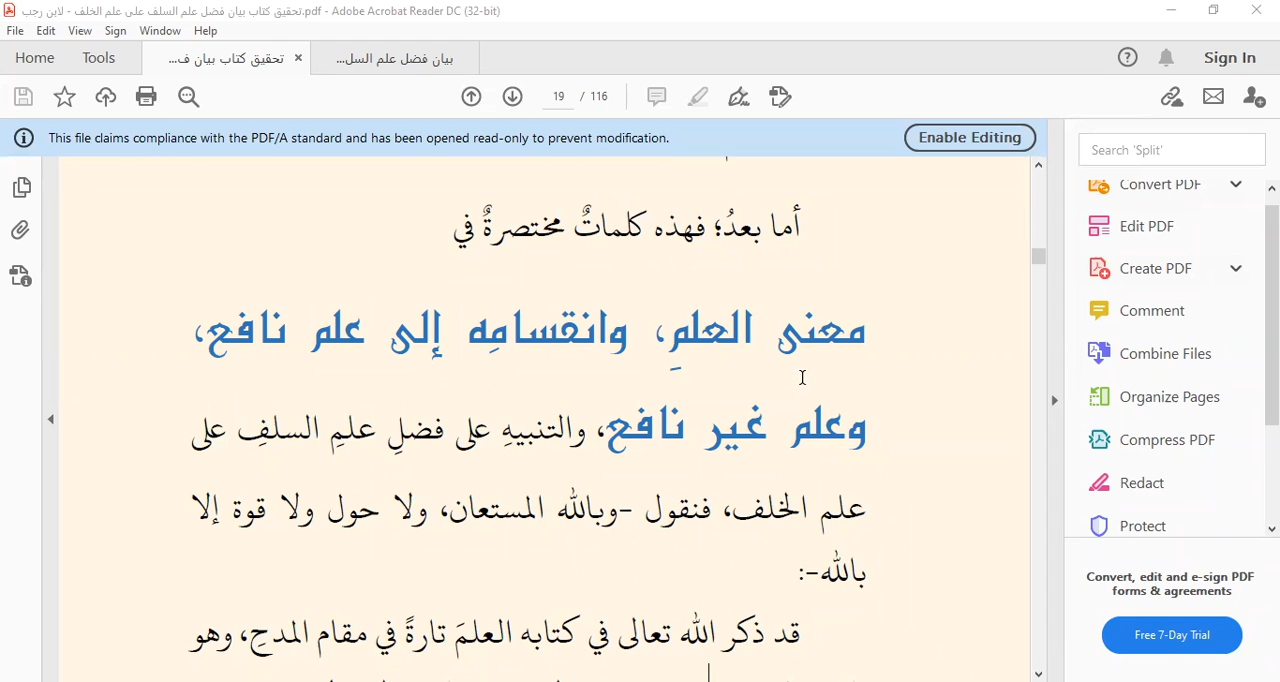 تحقيق كتاب بيان فضل علم السلف على علم الخلف - لابن رجب.pdf - Adobe Acrobat Reader DC (32-bit)
File Edit View Sign Window Help
Home Tools تحقيق كتاب بيان ف... × بيان فضل علم السل... Sign In
19 / 116
This file claims compliance with the PDF/A standard and has been opened read-only to prevent modification. Enable Editing
أما بعدُ؛ فهذه كلماتٌ مختصرةٌ في
معنى العلمِ، وانقسامِه إلى علم نافع،
وعلم غير نافع، والتنبيهِ على فضلِ علمِ السلفِ على
علم الخلف، فنقول -وبالله المستعان، ولا حول ولا قوة إلا
بالله-:
قد ذكر الله تعالى في كتابه العلمَ تارةً في مقام المدحِ، وهو
Search 'Split'
Convert PDF
Edit PDF
Create PDF
Comment
Combine Files
Organize Pages
Compress PDF
Redact
Protect
Convert, edit and e-sign PDF
forms & agreements
Free 7-Day Trial